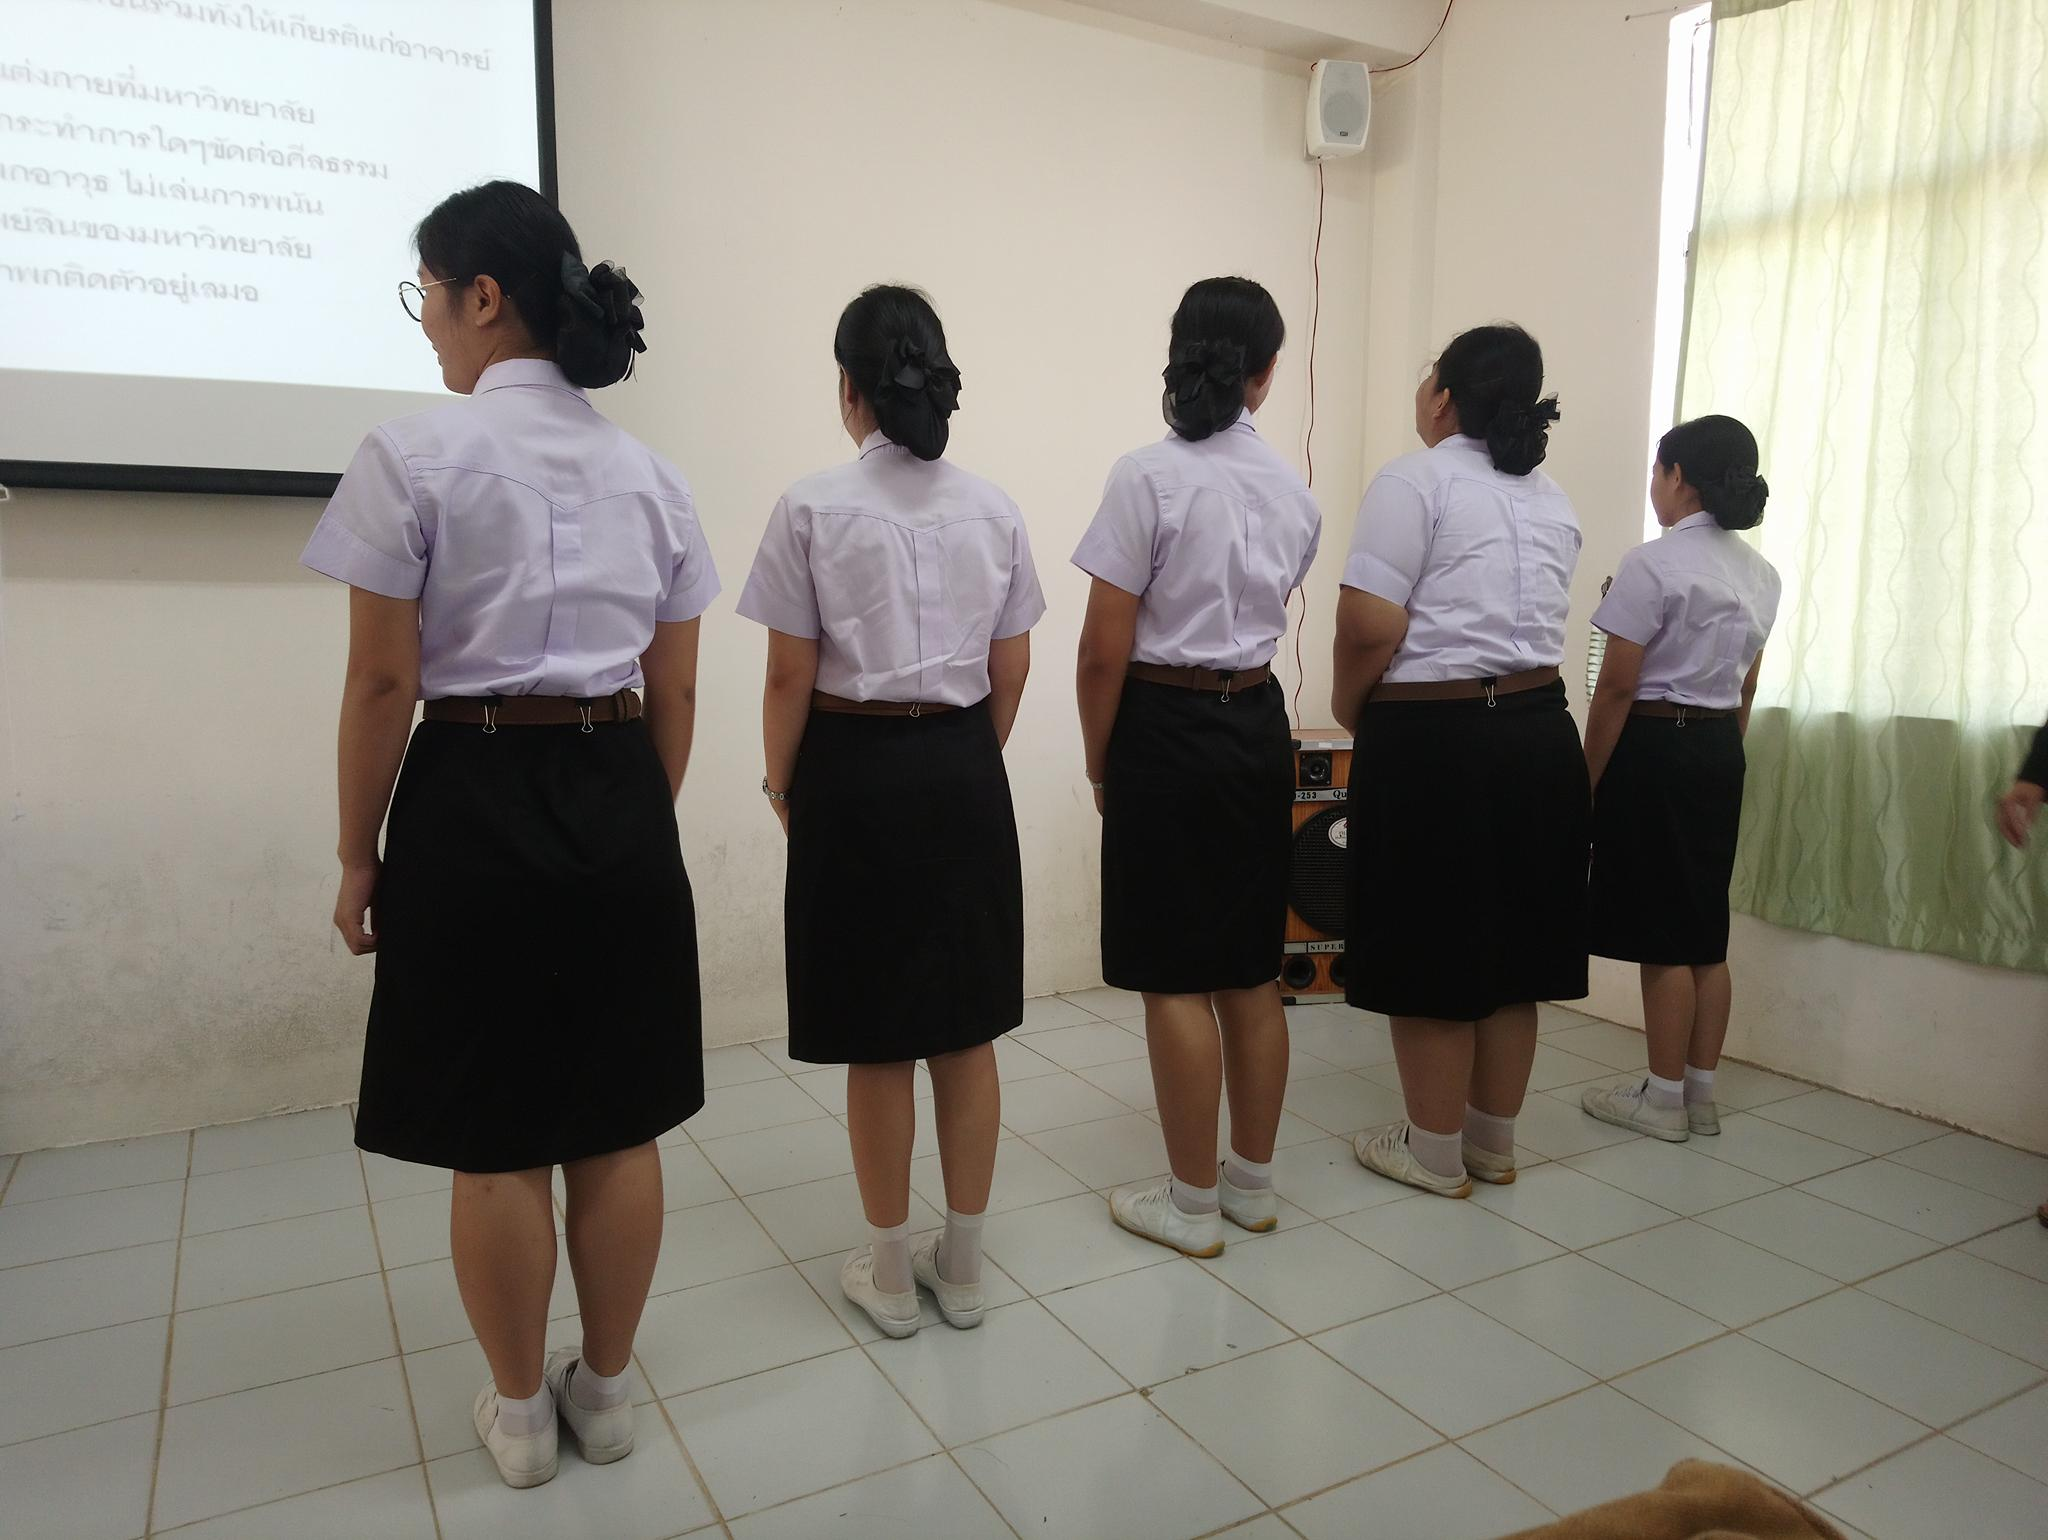 รวมทั้งให้เกียรติแก่อาจารย์
แต่งกายที่มหาวิทยาลัย
กระทำการใดๆขัดต่อศีลธรรม
อาวุธ ไม่เล่นการพนัน
ของมหาวิทยาลัย
พกติดตัวอยู่เสมอ
-253 Qu
SUPER